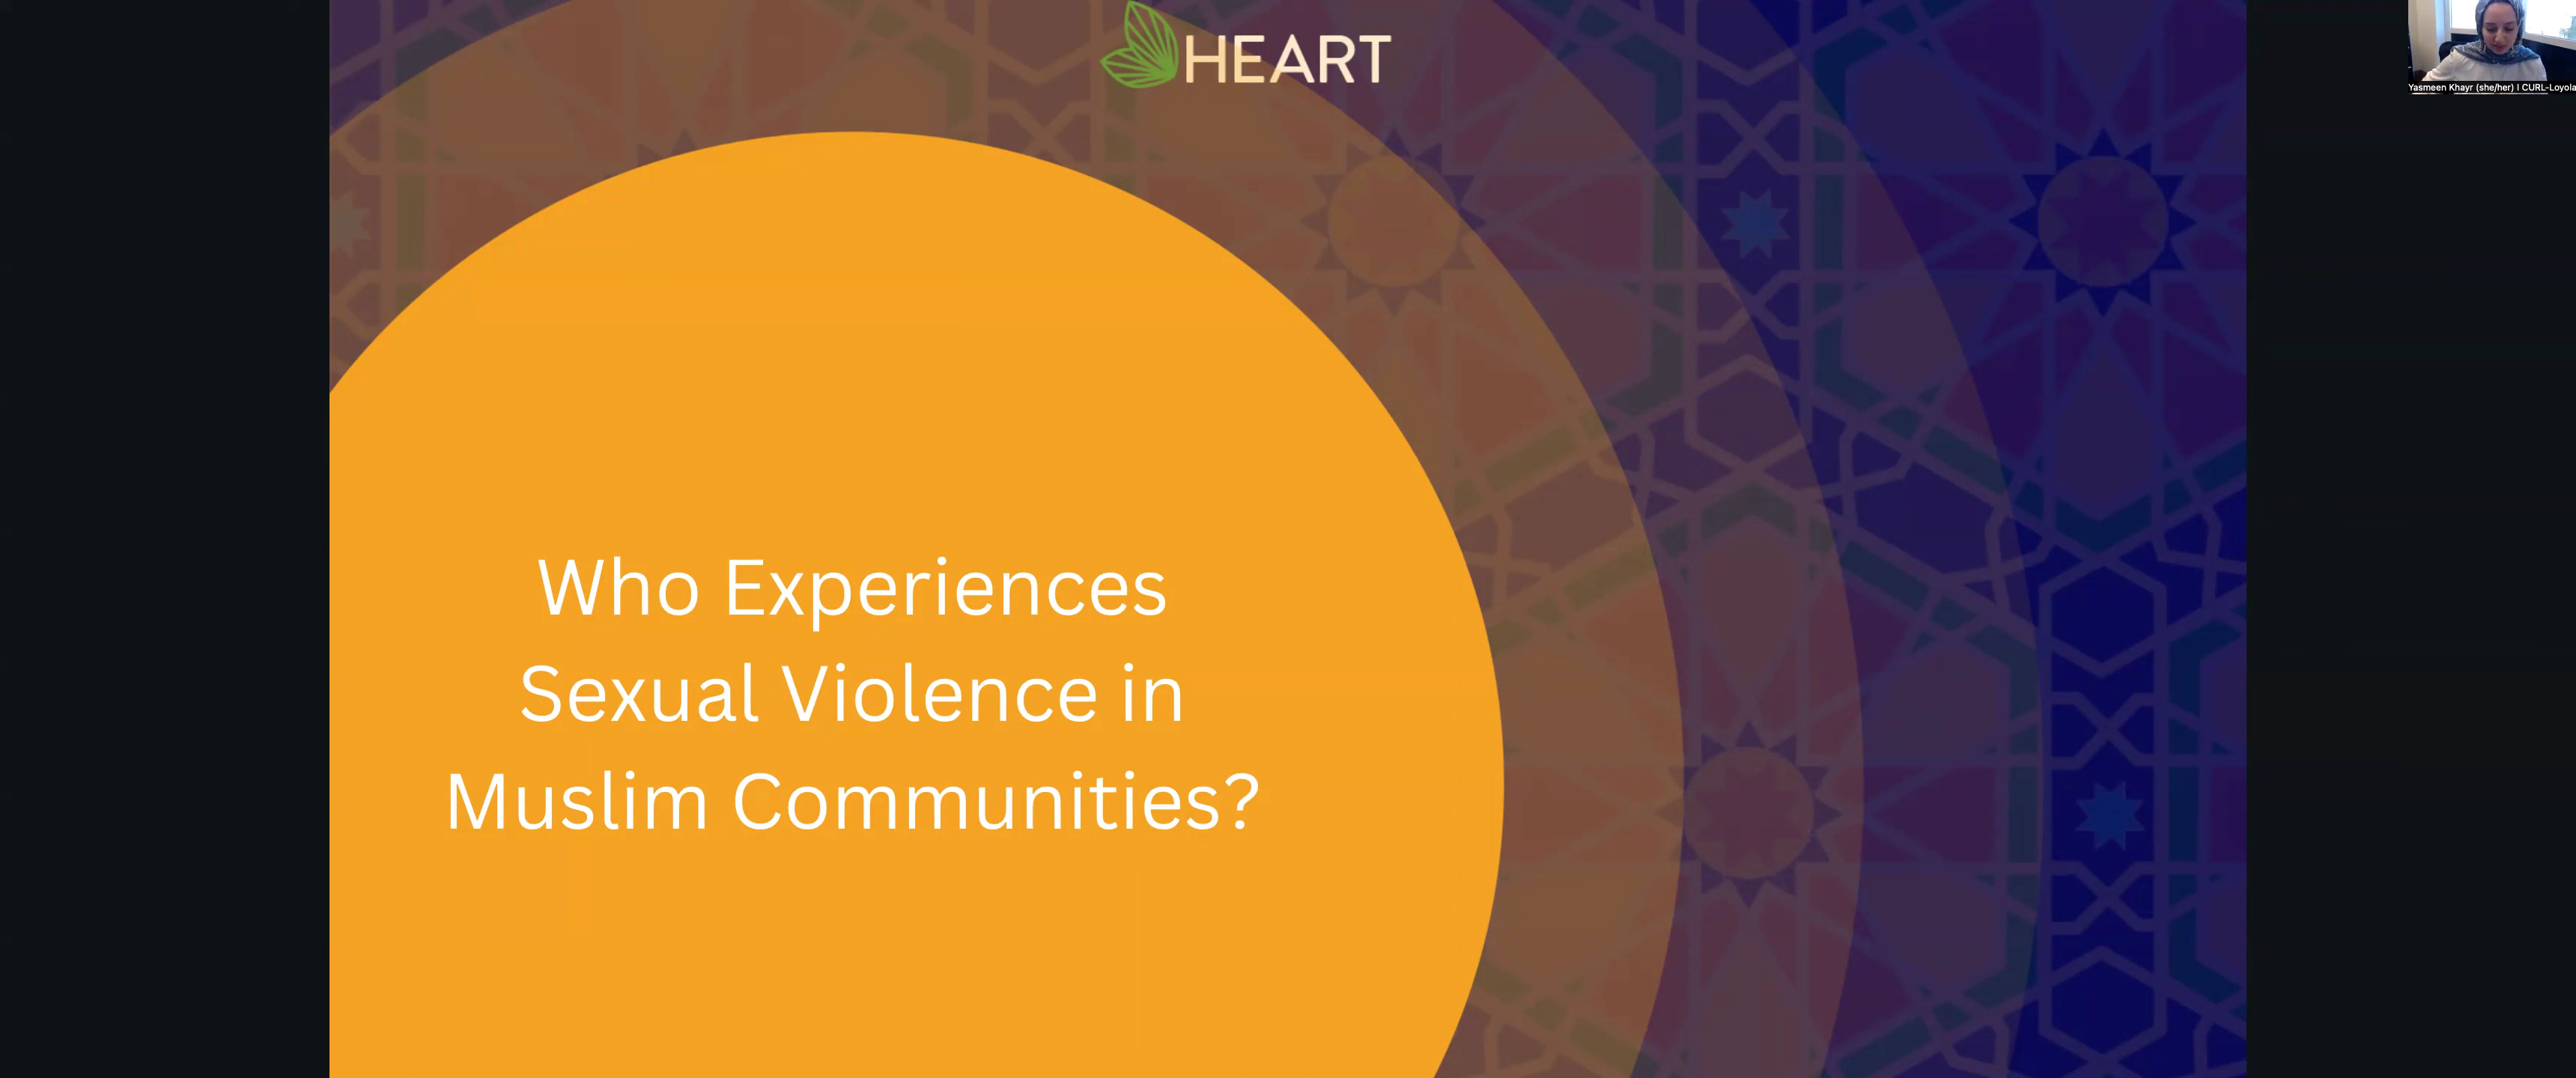 HEART
Yasmeen Khayr (she/her) I CURL-Loyola
Who Experiences
Sexual Violence in
Muslim Communities?